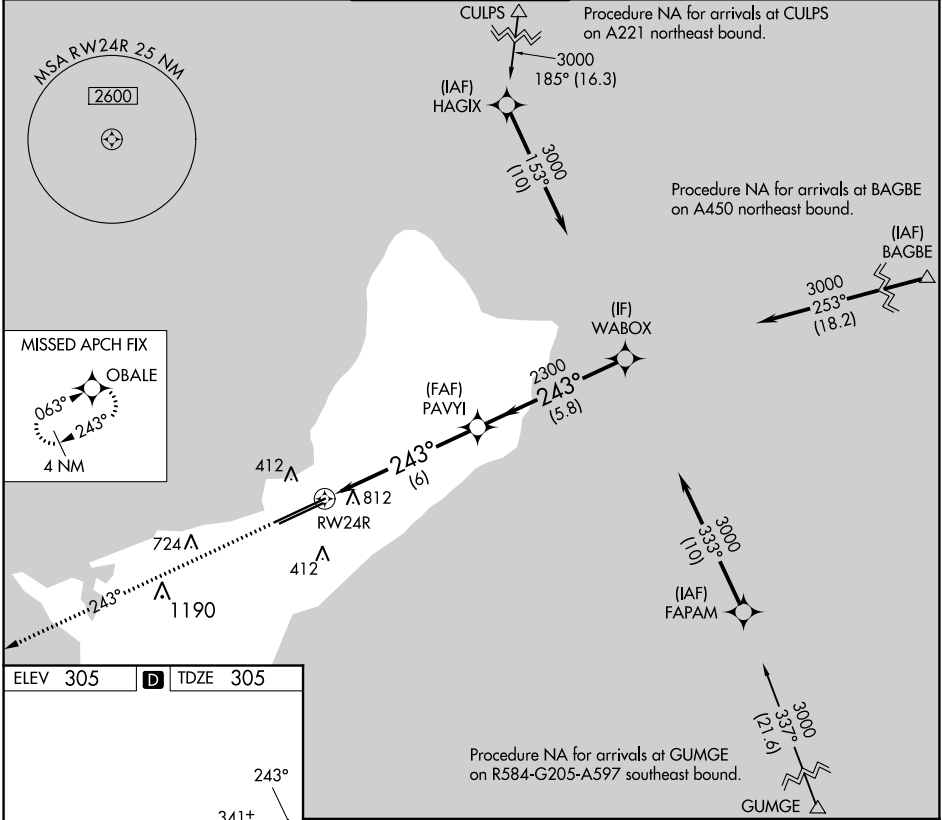 CULPS
Procedure NA for arrivals at CULPS
on A221 northeast bound.
MSA RW24R 25 NM
2600
3000
185° (16.3)
(IAF)
HAGIX
3000
153°
(10)
Procedure NA for arrivals at BAGBE
on A450 northeast bound.
(IAF)
BAGBE
3000
253°
(18.2)
(IF)
WABOX
MISSED APCH FIX
OBALE
063°
243°
4 NM
2300
243°
(5.8)
(FAF)
PAVYI
243°
(6)
412
812
RW24R
724
412
243°
1190
3000
333°
(10)
(IAF)
FAPAM
ELEV 305
D
TDZE 305
3000
337°
(21.6)
Procedure NA for arrivals at GUMGE
on R584-G205-A597 southeast bound.
GUMGE
243°
341±